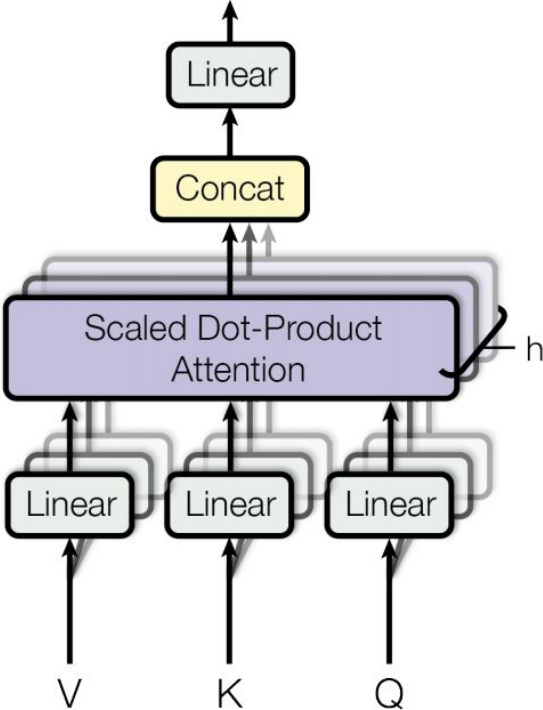 Linear
Concat
Scaled Dot-Product
Attention
h
Linear
Linear
Linear
V
K
Q